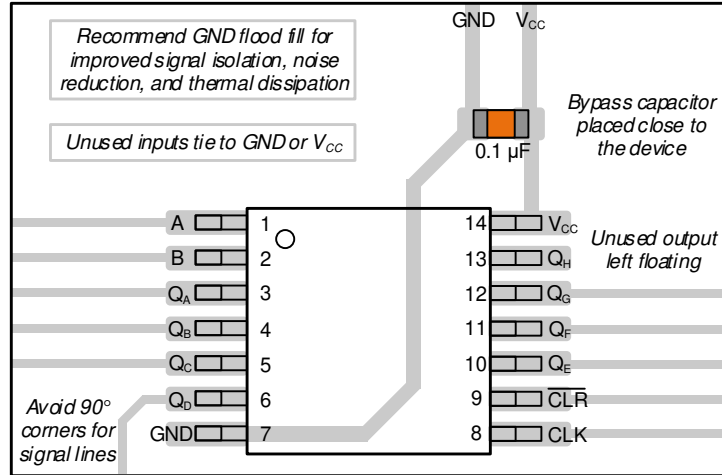 GND V_CC
Recommend GND flood fill for
improved signal isolation, noise
reduction, and thermal dissipation
Unused inputs tie to GND or V_CC
0.1 µF
Bypass capacitor
placed close to
the device
A 1
B 2
Q_A 3
Q_B 4
Q_C 5
Q_D 6
GND 7
14 V_CC
13 Q_H
12 Q_G
11 Q_F
10 Q_E
9 C̅L̅R̅
8 CLK
Unused output
left floating
Avoid 90°
corners for
signal lines